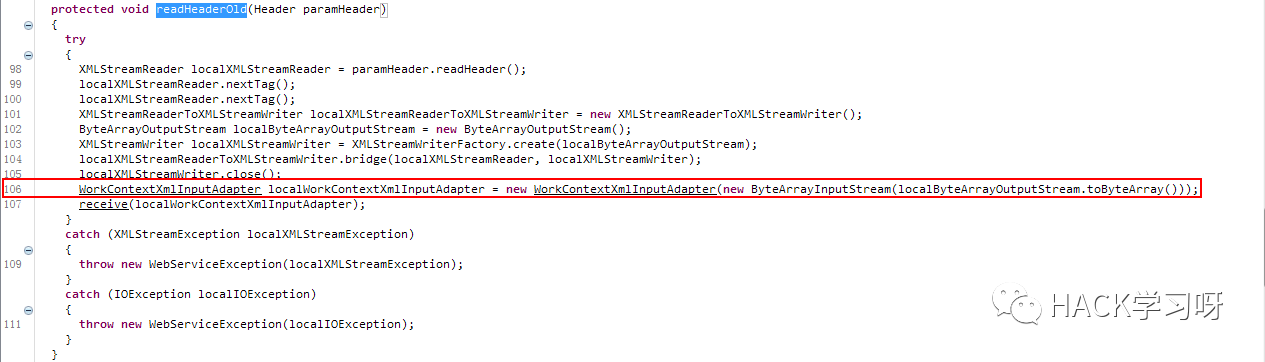 protected void readHeaderOld(Header paramHeader)
{
try
{
98 XMLStreamReader localXMLStreamReader = paramHeader.readHeader();
99 localXMLStreamReader.nextTag();
100 localXMLStreamReader.nextTag();
101 XMLStreamReaderToXMLStreamWriter localXMLStreamReaderToXMLStreamWriter = new XMLStreamReaderToXMLStreamWriter();
102 ByteArrayOutputStream localByteArrayOutputStream = new ByteArrayOutputStream();
103 XMLStreamWriter localXMLStreamWriter = XMLStreamWriterFactory.create(localByteArrayOutputStream);
104 localXMLStreamReaderToXMLStreamWriter.bridge(localXMLStreamReader, localXMLStreamWriter);
105 localXMLStreamWriter.close();
106 WorkContextXmlInputAdapter localWorkContextXmlInputAdapter = new WorkContextXmlInputAdapter(new ByteArrayInputStream(localByteArrayOutputStream.toByteArray()));
107 receive(localWorkContextXmlInputAdapter);
}
catch (XMLStreamException localXMLStreamException)
{
109 throw new WebServiceException(localXMLStreamException);
}
catch (IOException localIOException)
{
111 throw new WebServiceException(localIOException);
}
}
HACK学习呀